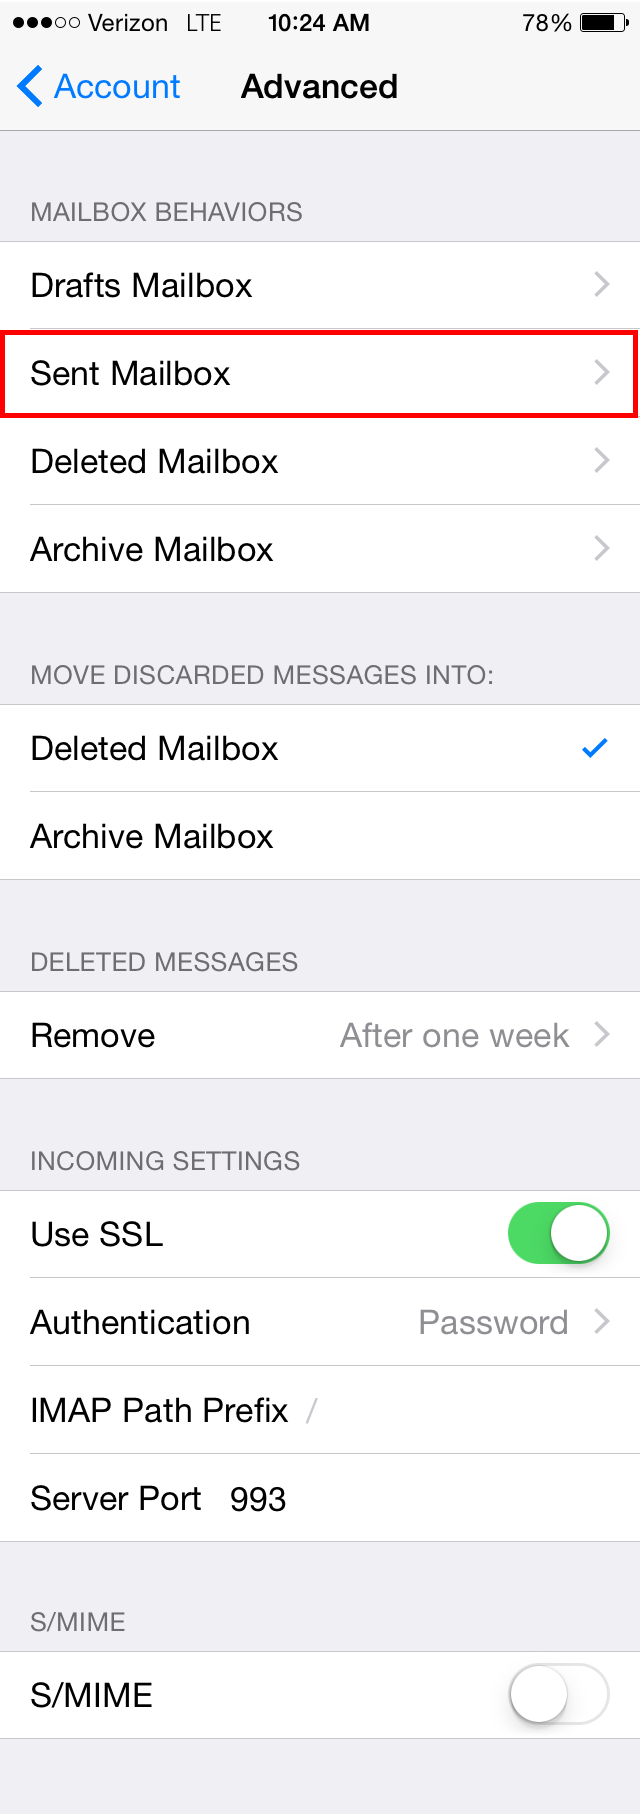 Verizon LTE 10:24 AM 78%
Account Advanced
MAILBOX BEHAVIORS
Drafts Mailbox
Sent Mailbox
Deleted Mailbox
Archive Mailbox
MOVE DISCARDED MESSAGES INTO:
Deleted Mailbox
Archive Mailbox
DELETED MESSAGES
Remove After one week
INCOMING SETTINGS
Use SSL
Authentication Password
IMAP Path Prefix /
Server Port 993
S/MIME
S/MIME